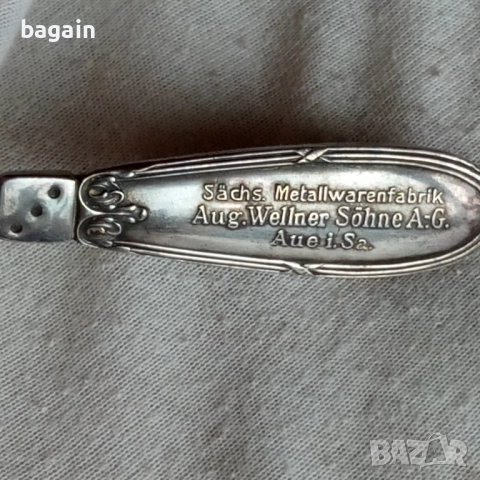 bagain
Sächs. Metallwarenfabrik
Aug. Wellner Söhne A.-G.
Aue i. Sa.
BAZAR